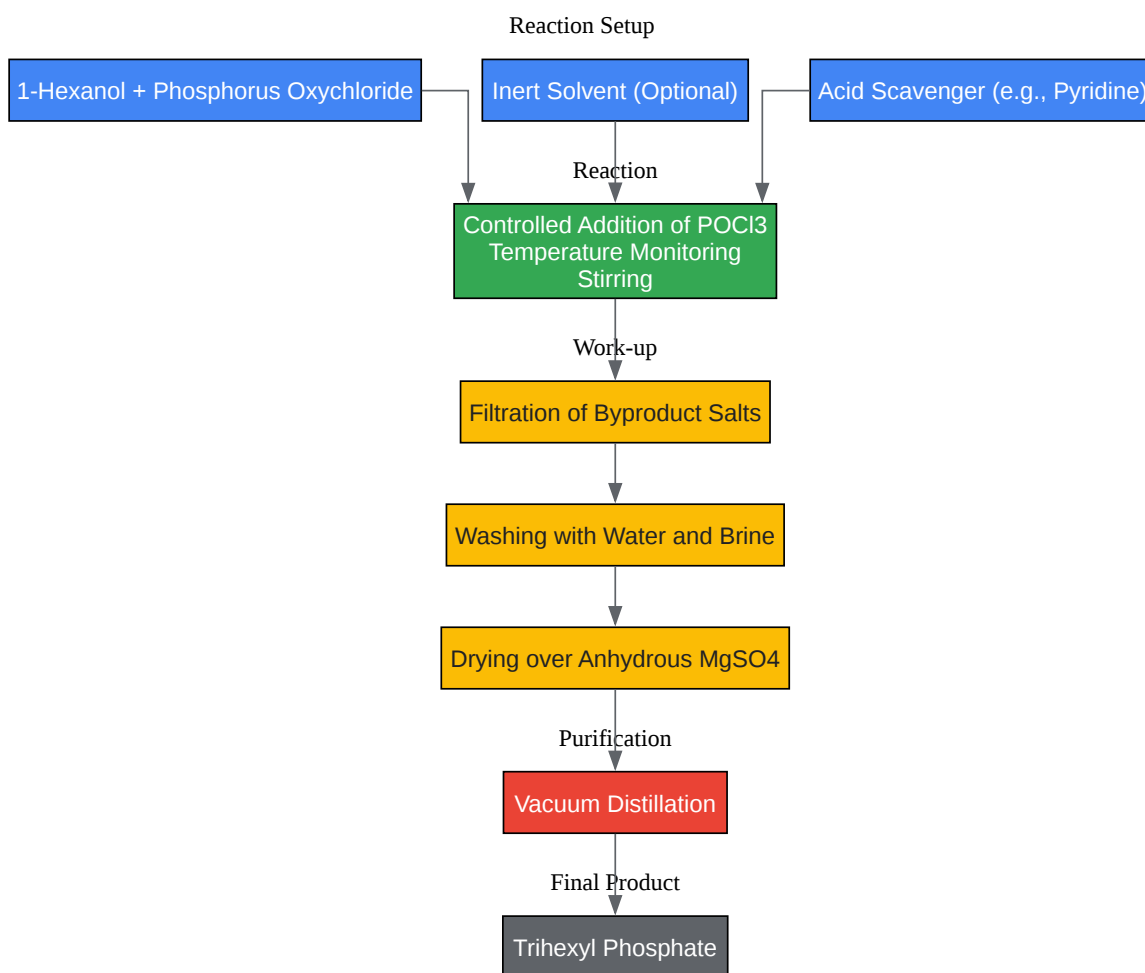 Reaction Setup
1-Hexanol + Phosphorus Oxychloride
Inert Solvent (Optional)
Acid Scavenger (e.g., Pyridine)
Reaction
Controlled Addition of POCl3
Temperature Monitoring
Stirring
Work-up
Filtration of Byproduct Salts
Washing with Water and Brine
Drying over Anhydrous MgSO4
Purification
Vacuum Distillation
Final Product
Trihexyl Phosphate